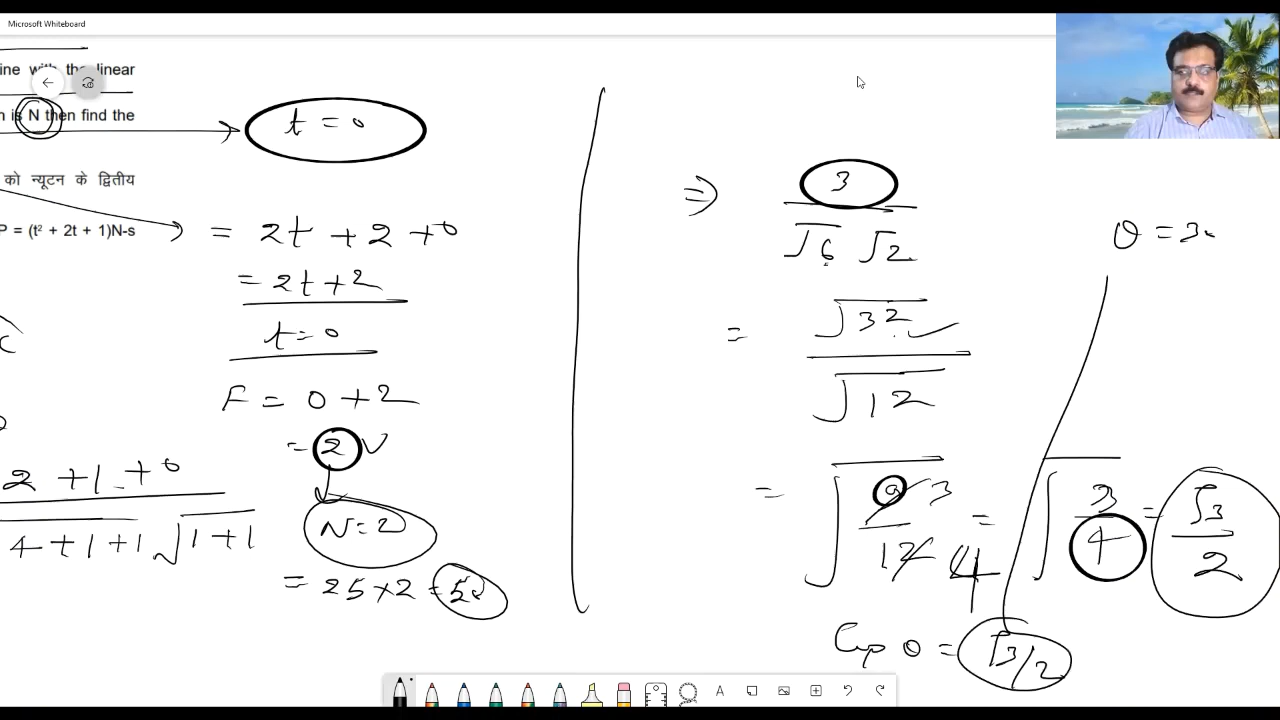 Microsoft Whiteboard
ine with the linear
n is N then find the
को न्यूटन के द्वितीय
P = (t² + 2t + 1)N-s
t = 0
= 2t + 2 + 0
= 2t + 2
t = 0
F = 0 + 2
= 2
N = 2
= 25 × 2 = 50
2 + 1 + 0
4 + 1 + 1 √1 + 1
⇒ 3
√6 √2
= √3²
√12
= √9 3
12 4
= √3
4
= √3
2
Cos θ = √3/2
θ = 30
A